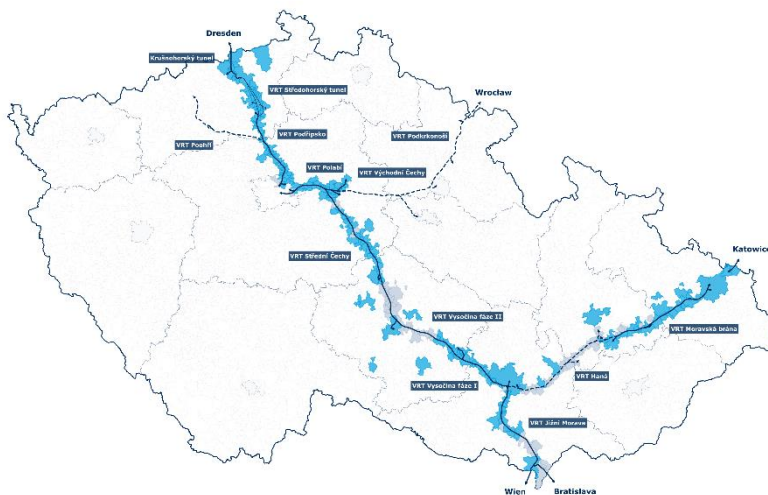 Dresden
Krušnohorský tunel
VRT Středohorský tunel
Wrocław
VRT Podřipsko
VRT Podkrkonoší
VRT Poohří
VRT Polabí
VRT Východní Čechy
Katowice
VRT Střední Čechy
VRT Vysočina fáze II
VRT Moravská brána
VRT Haná
VRT Vysočina fáze I
VRT Jižní Morava
Wien
Bratislava